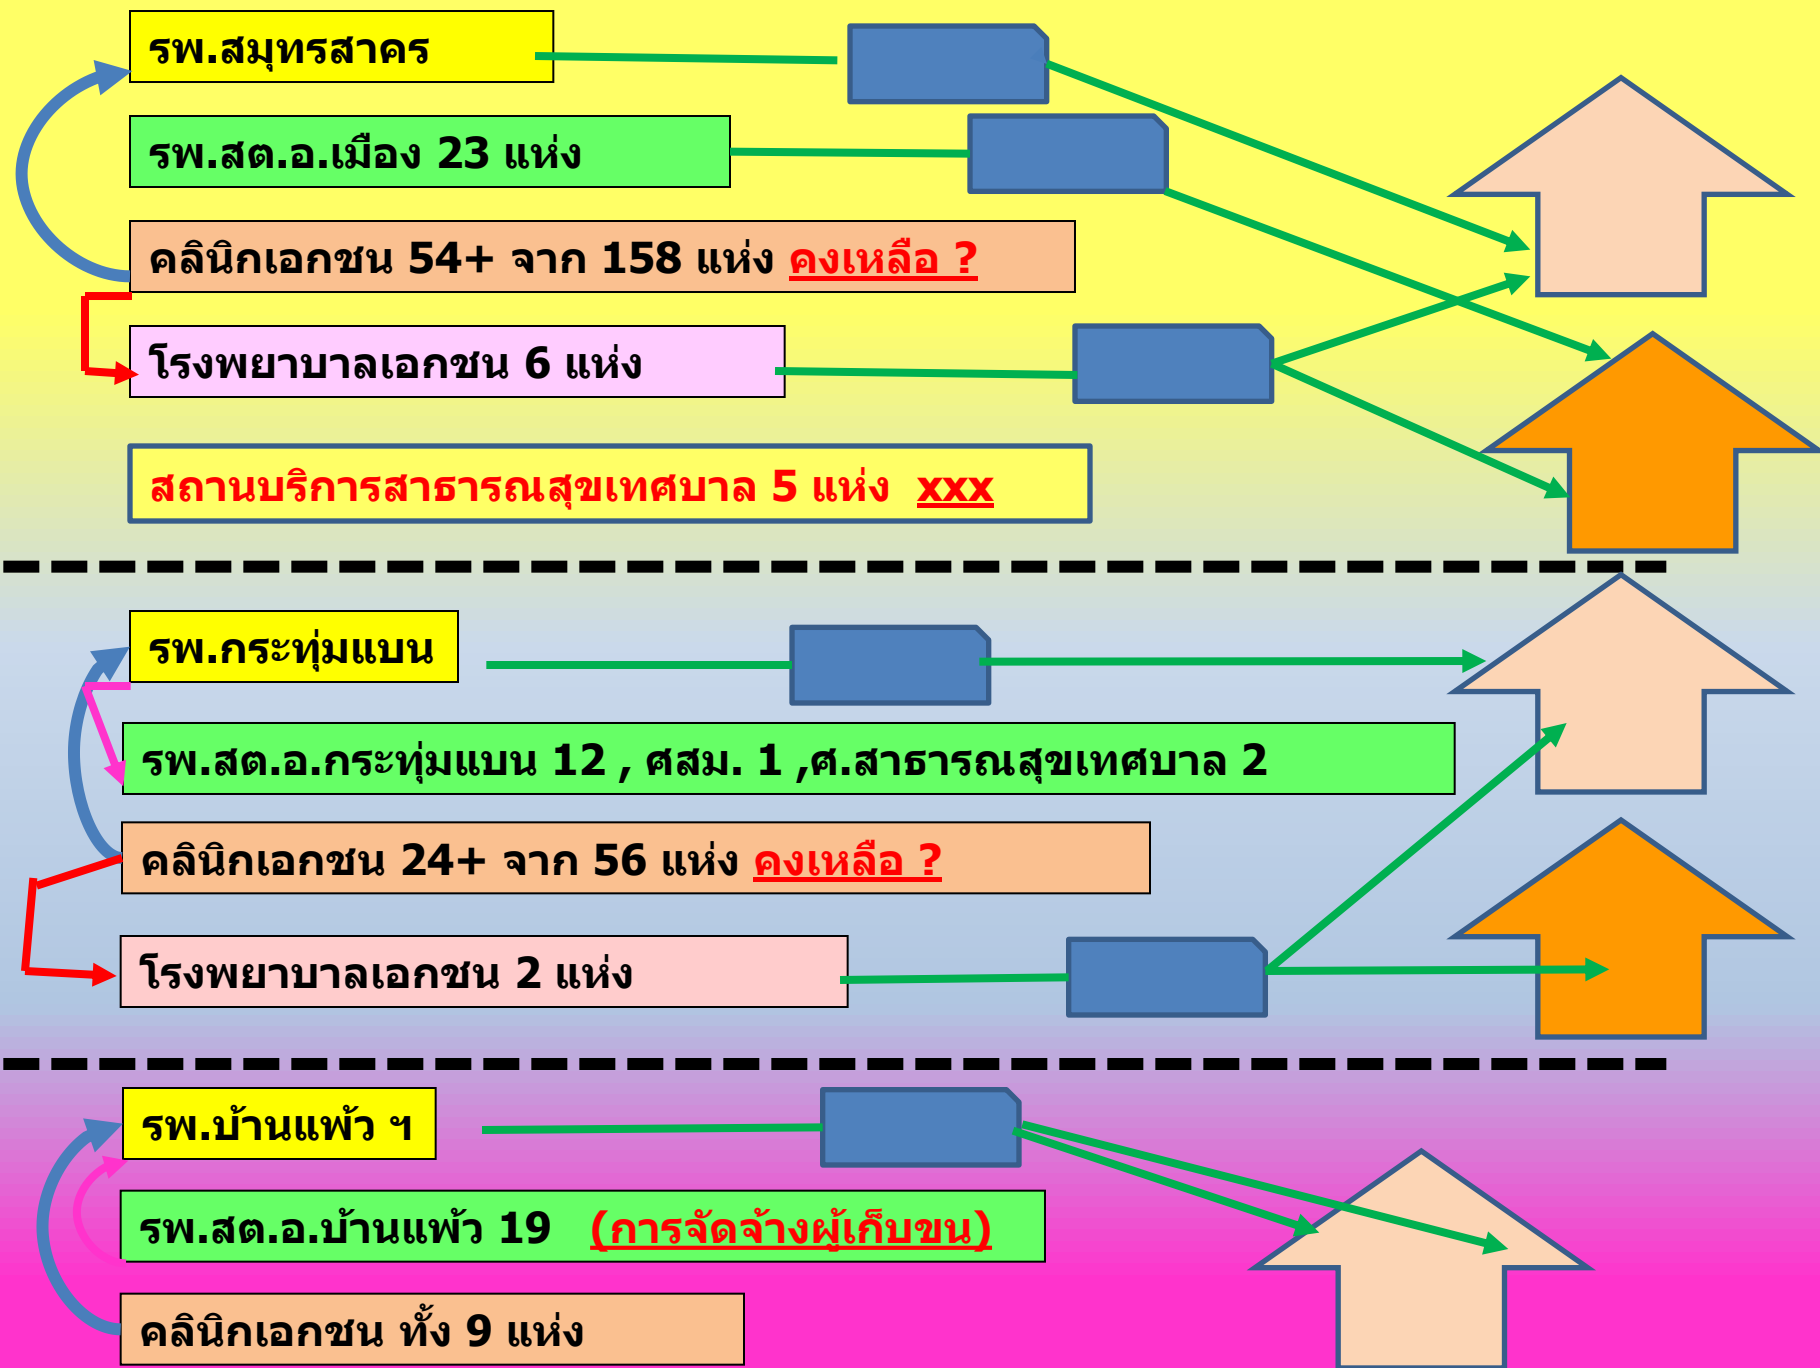 รพ.สมุทรสาคร
รพ.สต.อ.เมือง 23 แห่ง
คลินิกเอกชน 54+ จาก 158 แห่ง คงเหลือ ?
โรงพยาบาลเอกชน 6 แห่ง
สถานบริการสาธารณสุขเทศบาล 5 แห่ง xxx
รพ.กระทุ่มแบน
รพ.สต.อ.กระทุ่มแบน 12 , ศสม. 1 ,ศ.สาธารณสุขเทศบาล 2
คลินิกเอกชน 24+ จาก 56 แห่ง คงเหลือ ?
โรงพยาบาลเอกชน 2 แห่ง
รพ.บ้านแพ้ว ฯ
รพ.สต.อ.บ้านแพ้ว 19 (การจัดจ้างผู้เก็บขน)
คลินิกเอกชน ทั้ง 9 แห่ง